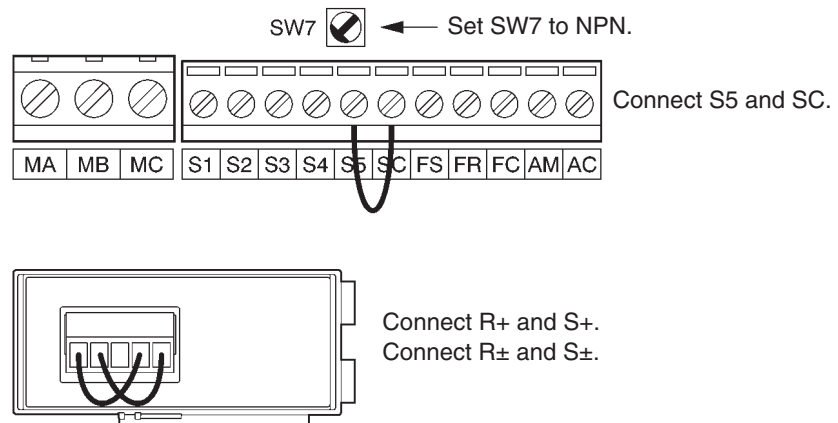 SW7
Set SW7 to NPN.
Connect S5 and SC.
MA MB MC S1 S2 S3 S4 S5 SC FS FR FC AM AC
Connect R+ and S+.
Connect R± and S±.